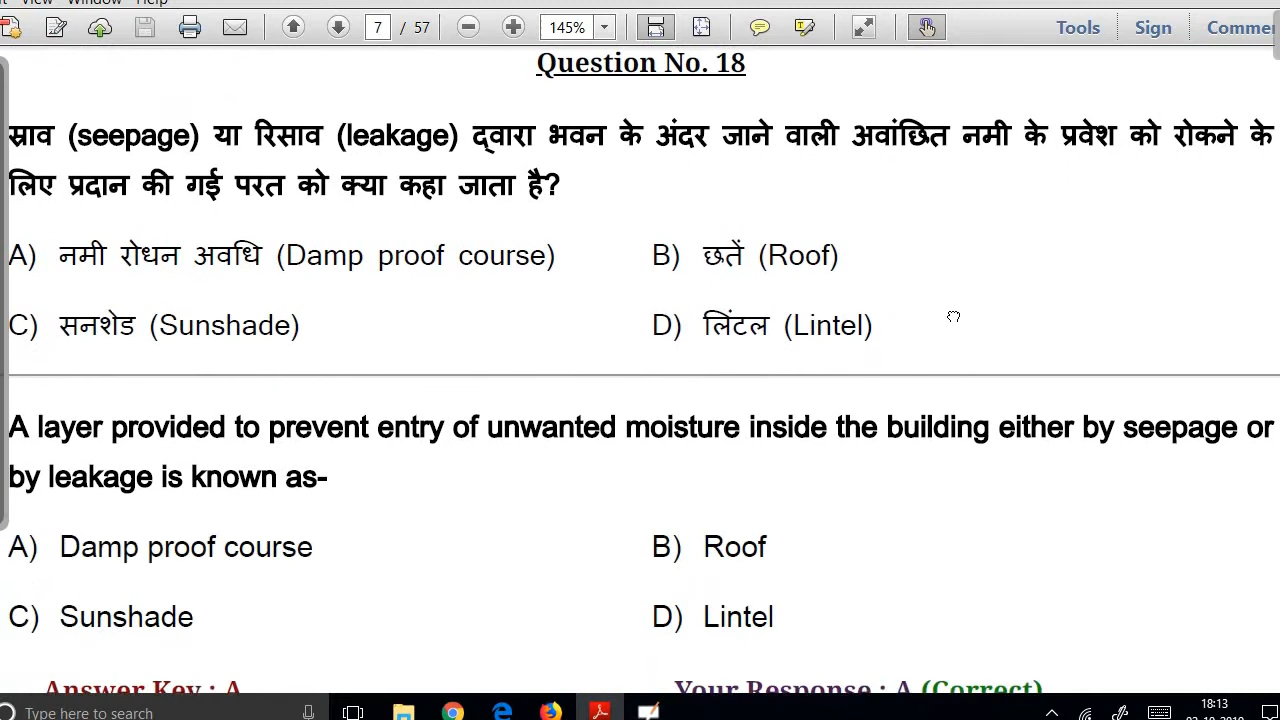 View Window Help
7 / 57 145% Tools Sign Commen
Question No. 18
स्राव (seepage) या रिसाव (leakage) द्वारा भवन के अंदर जाने वाली अवांछित नमी के प्रवेश को रोकने के
लिए प्रदान की गई परत को क्या कहा जाता है?
A) नमी रोधन अवधि (Damp proof course) B) छतें (Roof)
C) सनशेड (Sunshade) D) लिंटल (Lintel)
A layer provided to prevent entry of unwanted moisture inside the building either by seepage or
by leakage is known as-
A) Damp proof course B) Roof
C) Sunshade D) Lintel
Answer Key : A Your Response : A (Correct)
Type here to search 18:13